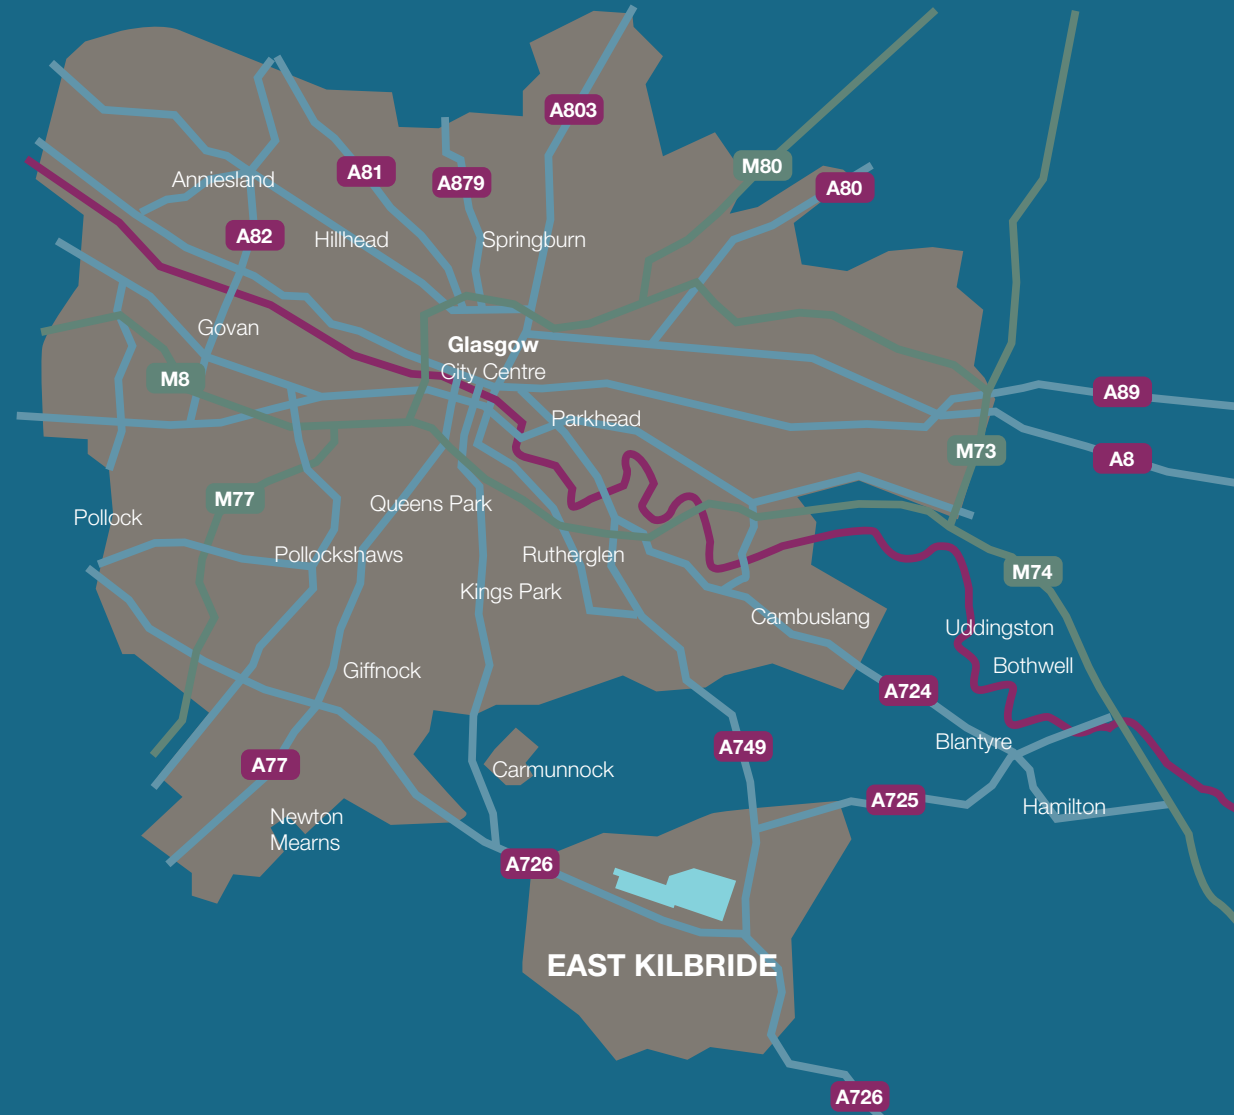 A803
M80
A81
A879
Anniesland
A80
A82
Hillhead
Springburn
Govan
Glasgow
City Centre
M8
A89
Parkhead
M73
A8
M77
Queens Park
Pollock
Pollockshaws
Rutherglen
M74
Kings Park
Cambuslang
Uddingston
Bothwell
Giffnock
A724
A749
Blantyre
A77
Carmunnock
A725
Hamilton
Newton
Mearns
A726
EAST KILBRIDE
A726